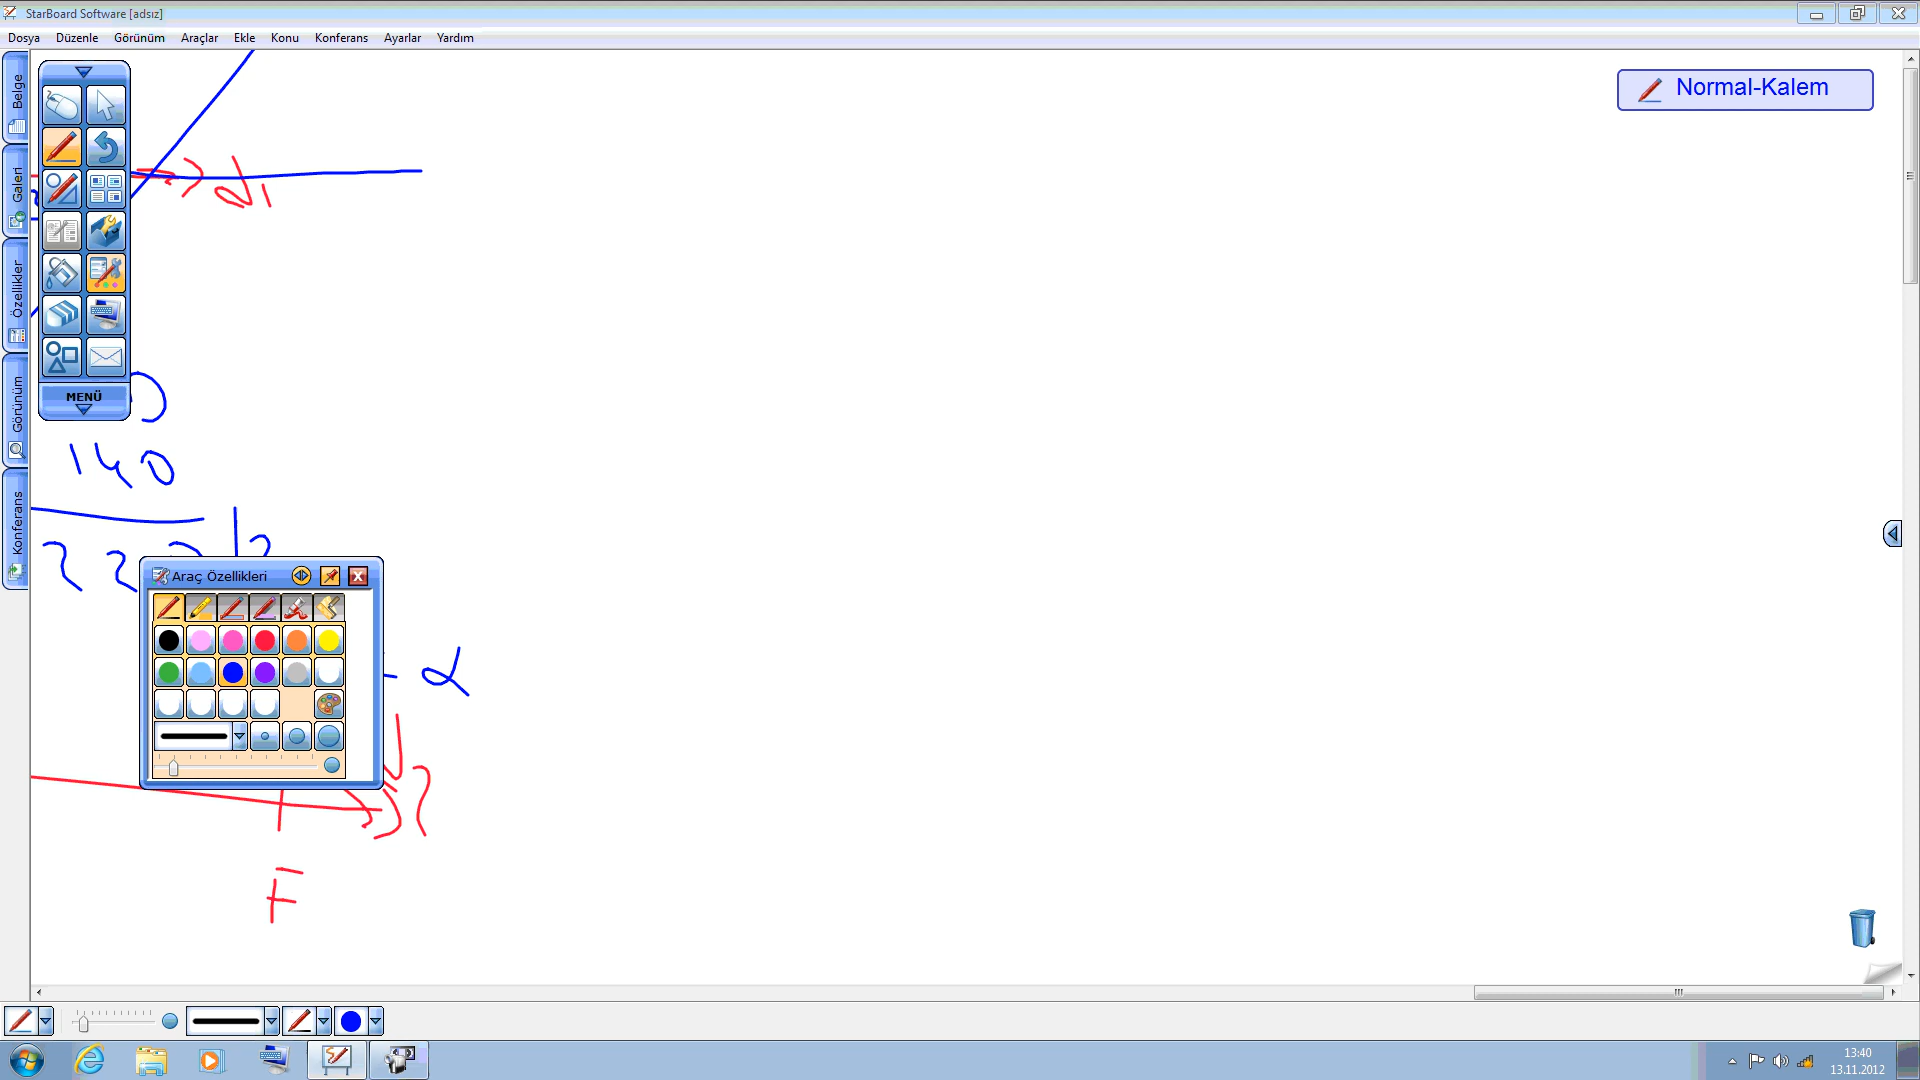 StarBoard Software [adsız]
Dosya Düzenle Görünüm Araçlar Ekle Konu Konferans Ayarlar Yardım
Belge
Galeri
Özellikler
Görünüm
Konferans
MENÜ
Normal-Kalem
d1
140
Araç Özellikleri
α
F
13:40
13.11.2012